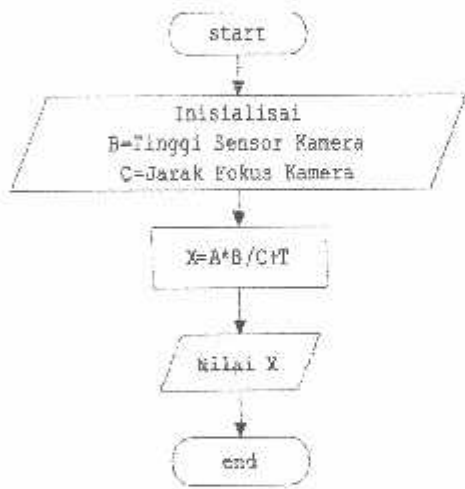 start
Inisialisai
B=Tinggi Sensor Kamera
C=Jarak Fokus Kamera
X=A*B/C+T
Nilai X
end